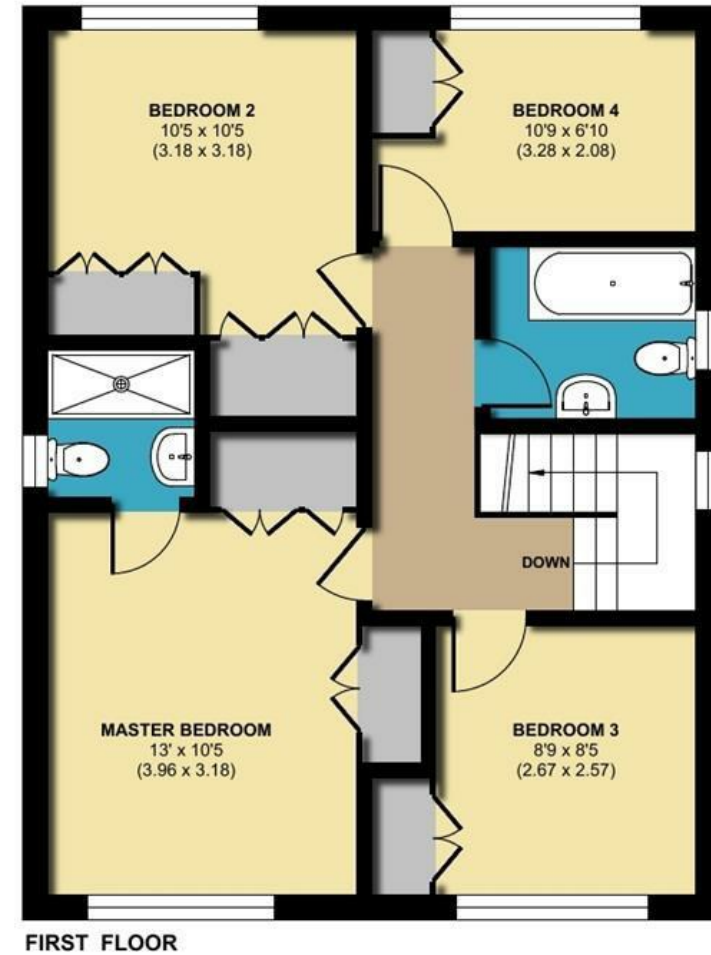 BEDROOM 2
10'5 x 10'5
(3.18 x 3.18)
BEDROOM 4
10'9 x 6'10
(3.28 x 2.08)
DOWN
MASTER BEDROOM
13' x 10'5
(3.96 x 3.18)
BEDROOM 3
8'9 x 8'5
(2.67 x 2.57)
FIRST FLOOR